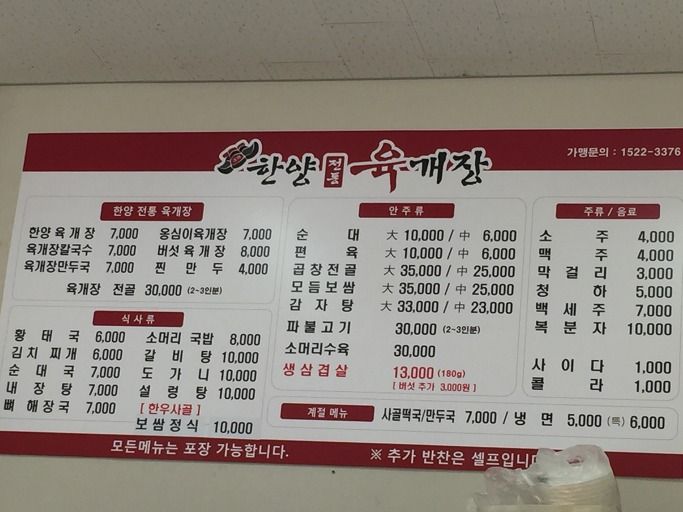 한양 전통 육개장
가맹문의 : 1522-3376
한양 전통 육개장
한양 육 개 장 7,000 옹심이육개장 7,000
육개장칼국수 7,000 버섯 육 개 장 8,000
육개장만두국 7,000 찐 만 두 4,000
육개장 전골 30,000 (2~3인분)
식 사 류
황 태 국 6,000 소머리 국밥 8,000
김치 찌개 6,000 갈 비 탕 10,000
순 대 국 7,000 도 가 니 10,000
내 장 탕 7,000 설 렁 탕 10,000
뼈 해장국 7,000 [ 한우사골 ]
보쌈정식 10,000
안 주 류
순 대 大 10,000 / 中 6,000
편 육 大 10,000 / 中 6,000
곱창전골 大 35,000 / 中 25,000
모듬보쌈 大 35,000 / 中 25,000
감 자 탕 大 33,000 / 中 23,000
파불고기 30,000 (2~3인분)
소머리수육 30,000
생삼겹살 13,000 (180g)
[ 버섯 추가 3,000원 ]
주류 / 음료
소 주 4,000
맥 주 4,000
막 걸 리 3,000
청 하 5,000
백 세 주 7,000
복 분 자 10,000
사 이 다 1,000
콜 라 1,000
계절 메뉴 사골떡국/만두국 7,000 / 냉 면 5,000 (특) 6,000
모든메뉴는 포장 가능합니다.
※ 추가 반찬은 셀프입니다